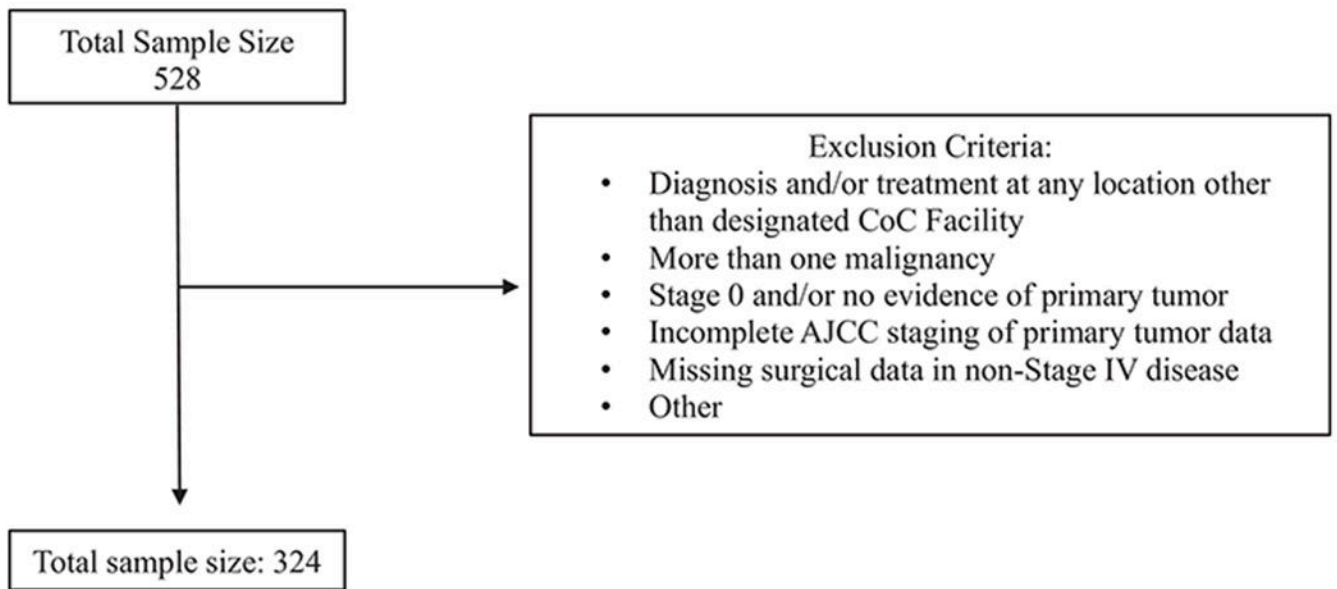 Total Sample Size
528
Exclusion Criteria:
• Diagnosis and/or treatment at any location other
than designated CoC Facility
• More than one malignancy
• Stage 0 and/or no evidence of primary tumor
• Incomplete AJCC staging of primary tumor data
• Missing surgical data in non-Stage IV disease
• Other
Total sample size: 324